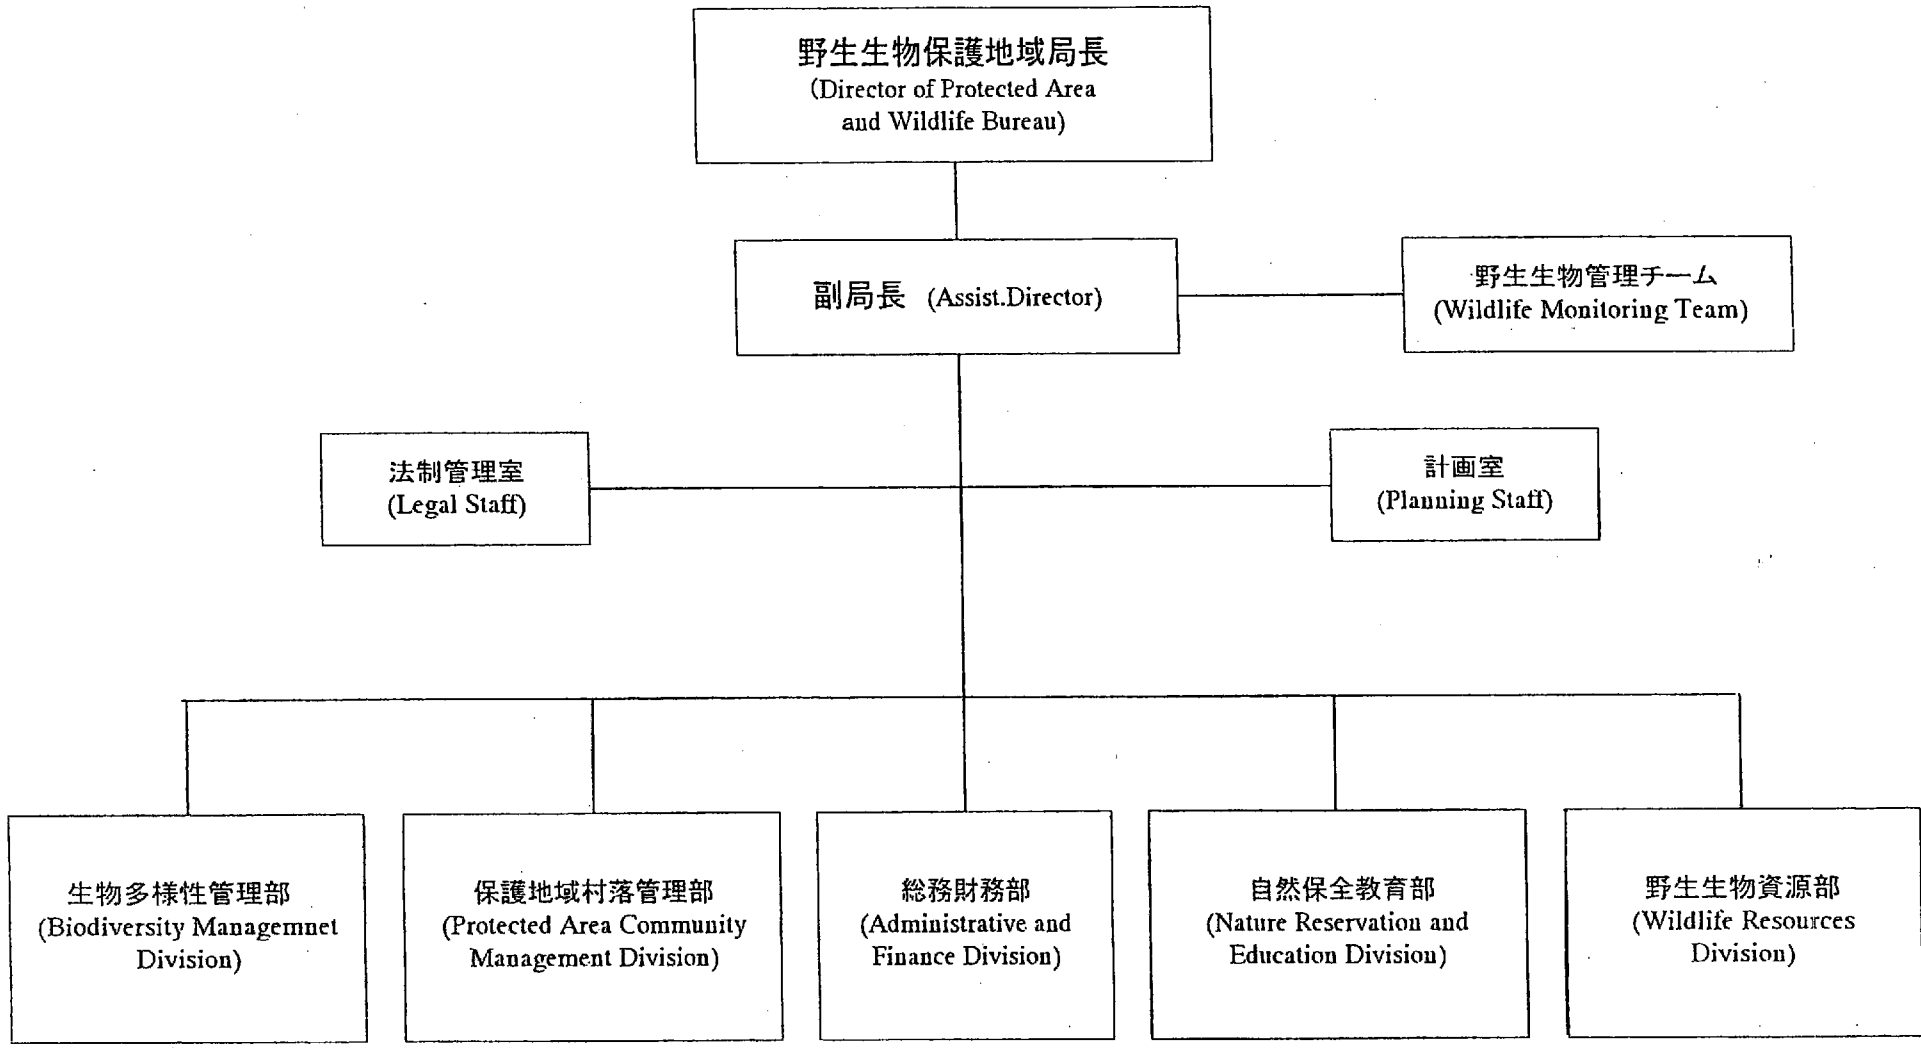 野生生物保護地域局長
(Director of Protected Area
and Wildlife Bureau)
副局長 (Assist.Director)
野生生物管理チーム
(Wildlife Monitoring Team)
法制管理室
(Legal Staff)
計画室
(Planning Staff)
生物多様性管理部
(Biodiversity Managemnet
Division)
保護地域村落管理部
(Protected Area Community
Management Division)
総務財務部
(Administrative and
Finance Division)
自然保全教育部
(Nature Reservation and
Education Division)
野生生物資源部
(Wildlife Resources
Division)